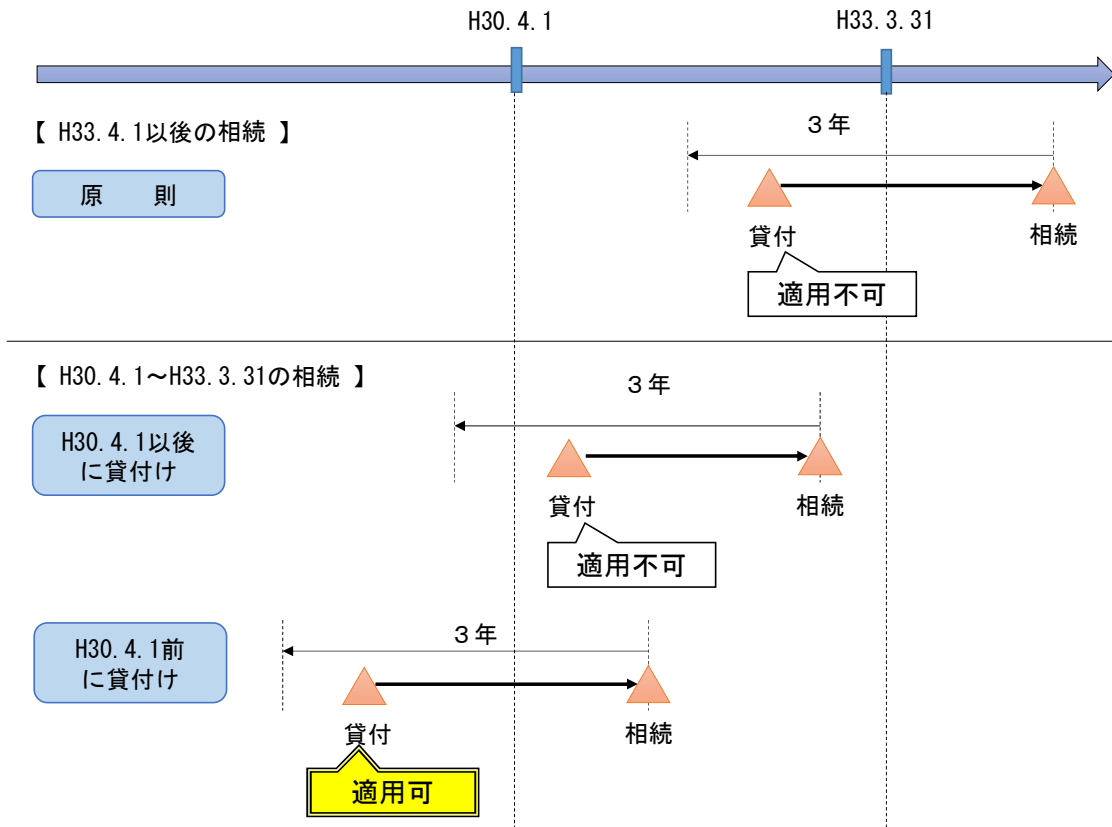 H30.4.1
H33.3.31
【 H33.4.1以後の相続 】
3年
原　則
貸付
相続
適用不可
【 H30.4.1～H33.3.31の相続 】
3年
H30.4.1以後
に貸付け
貸付
相続
適用不可
3年
H30.4.1前
に貸付け
貸付
相続
適用可